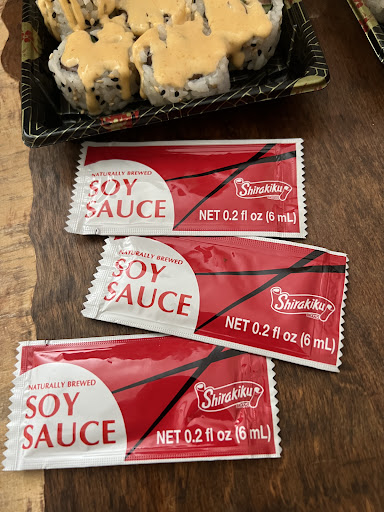 NATURALLY BREWED
SOY
SAUCE
Shirakiku
NET 0.2 fl oz (6 mL)
NATURALLY BREWED
SOY
SAUCE
Shirakiku
NET 0.2 fl oz (6 mL)
NATURALLY BREWED
SOY
SAUCE
Shirakiku
NET 0.2 fl oz (6 mL)